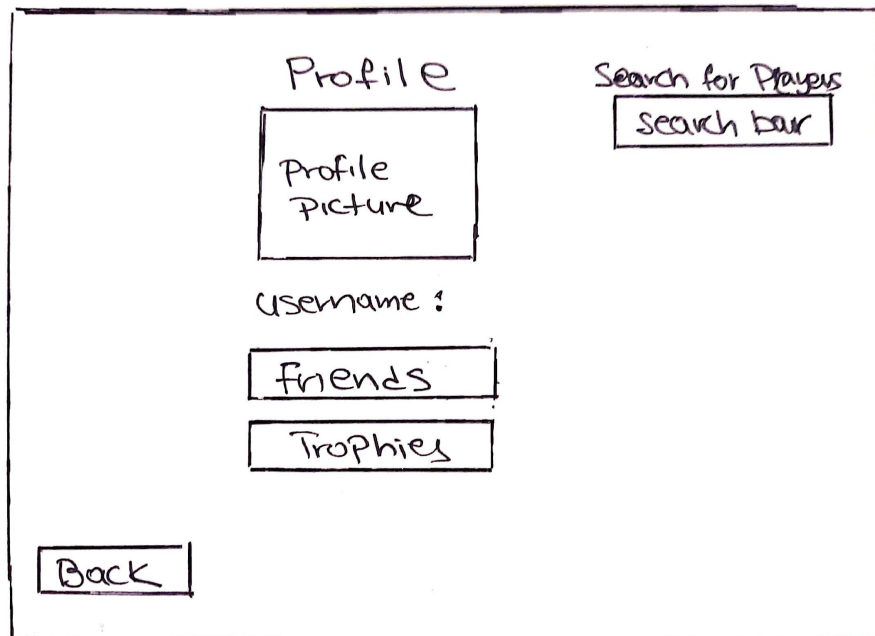 Profile
Search for Players
search bar
Profile
Picture
username :
Friends
Trophies
Back